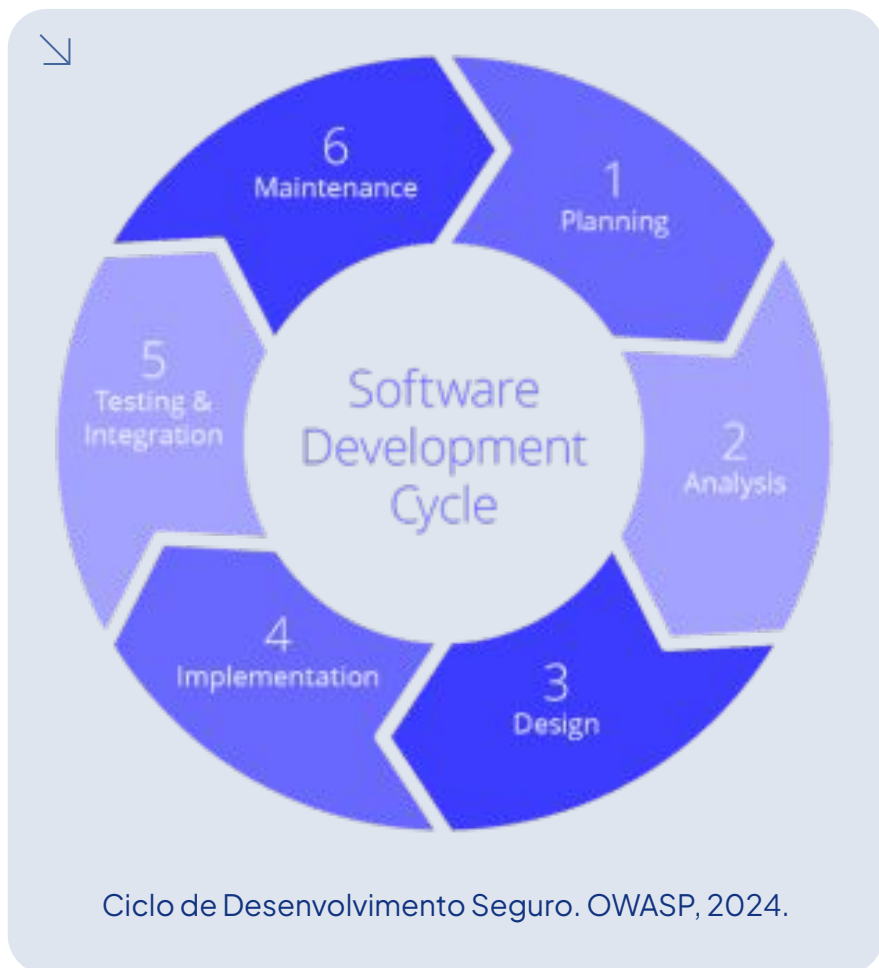 Software
Development
Cycle
1
Planning
2
Analysis
3
Design
4
Implementation
5
Testing &
Integration
6
Maintenance
Ciclo de Desenvolvimento Seguro. OWASP, 2024.